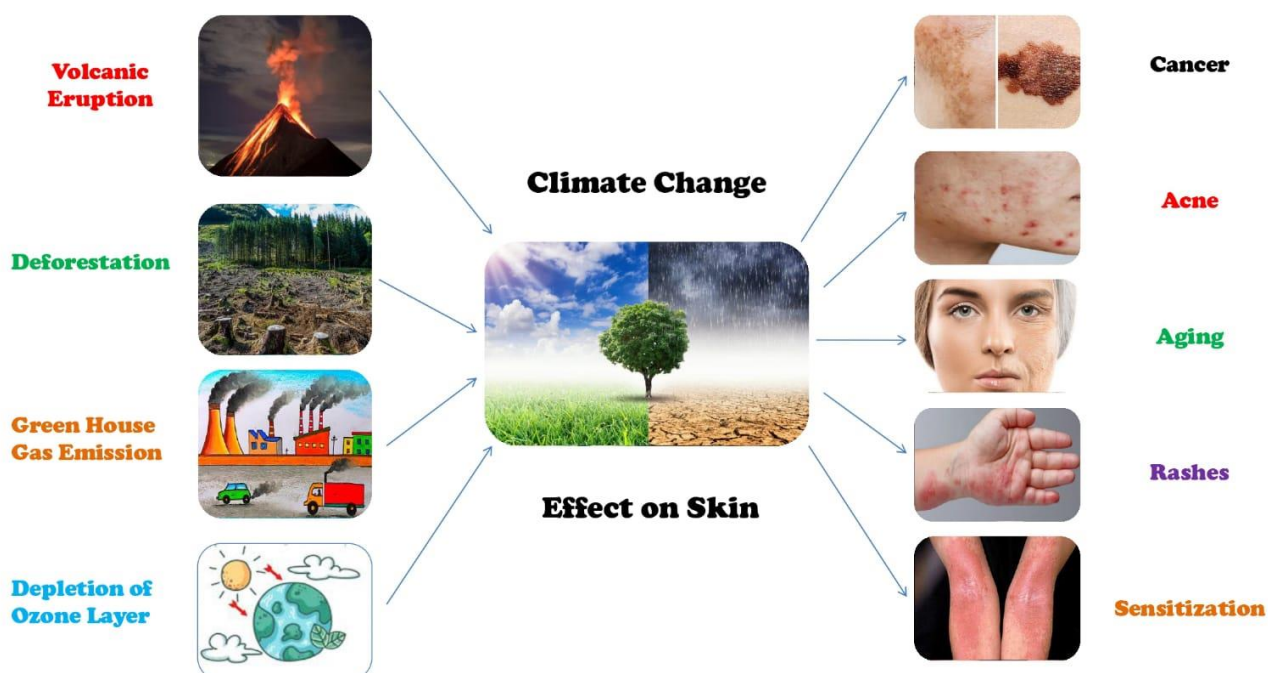 Volcanic
Eruption
Deforestation
Green House
Gas Emission
Depletion of
Ozone Layer
Climate Change
Effect on Skin
Cancer
Acne
Aging
Rashes
Sensitization